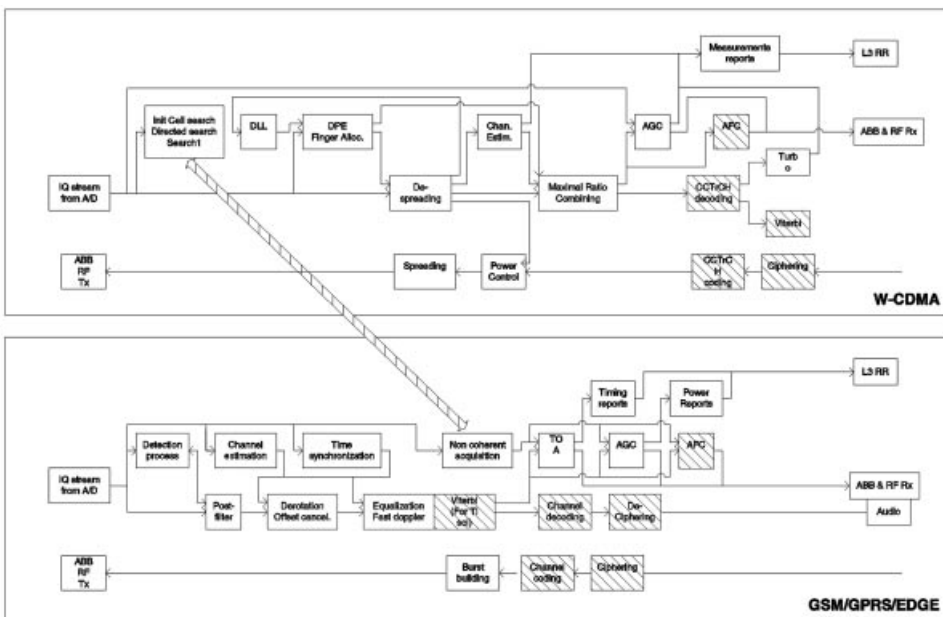 Measurements
reports
L3 RR
Init Cell search
Directed search
Search1
DLL
DPE
Finger Alloc.
Chan.
Estim.
AGC
AFC
ABB & RF Rx
Turb
o
IQ stream
from A/D
De-
spreading
Maximal Ratio
Combining
CCTrCH
decoding
Viterbi
ABB
RF
Tx
Spreading
Power
Control
CCTrC
H
coding
Ciphering
W-CDMA
L3 RR
Timing
reports
Power
Reports
Detection
process
Channel
estimation
Time
synchronization
Non coherent
acquisition
TO
A
AGC
AFC
IQ stream
from A/D
Post-
filter
Derotation
Offset cancel.
Equalization
Fast doppler
Viterbi
(For TI
sci)
Channel
decoding
De-
Ciphering
ABB & RF Rx
Audio
ABB
RF
Tx
Burst
building
Channel
coding
Ciphering
GSM/GPRS/EDGE